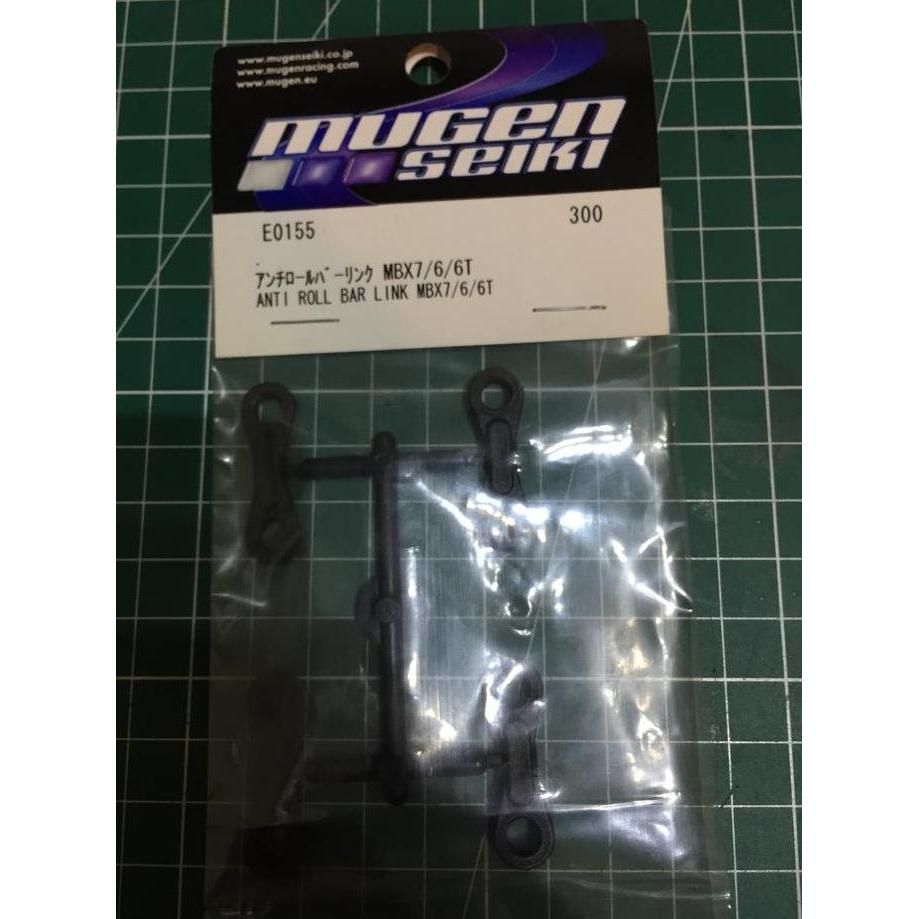 www.mugenseiki.co.jp
www.mugenracing.com
www.mugen.eu
mugen
seiki
E0155 300
ｱﾝﾁﾛｰﾙﾊﾞｰﾘﾝｸ MBX7/6/6T
ANTI ROLL BAR LINK MBX7/6/6T